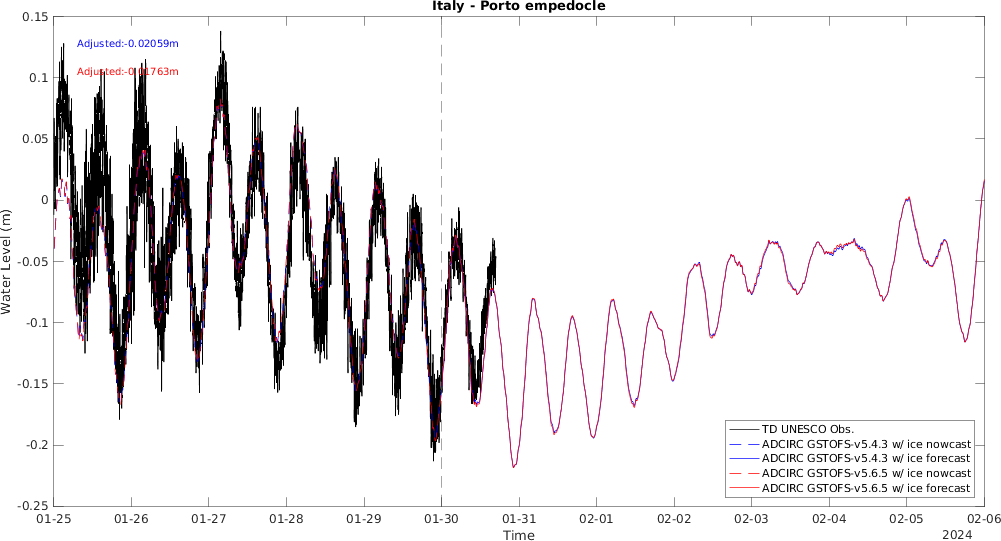 Italy - Porto empedocle
0.15
0.1
0.05
0
-0.05
-0.1
-0.15
-0.2
-0.25
Water Level (m)
Adjusted:-0.02059m
Adjusted:-0.01763m
TD UNESCO Obs.
ADCIRC GSTOFS-v5.4.3 w/ ice nowcast
ADCIRC GSTOFS-v5.4.3 w/ ice forecast
ADCIRC GSTOFS-v5.6.5 w/ ice nowcast
ADCIRC GSTOFS-v5.6.5 w/ ice forecast
01-25 01-26 01-27 01-28 01-29 01-30 01-31 02-01 02-02 02-03 02-04 02-05 02-06
Time
2024